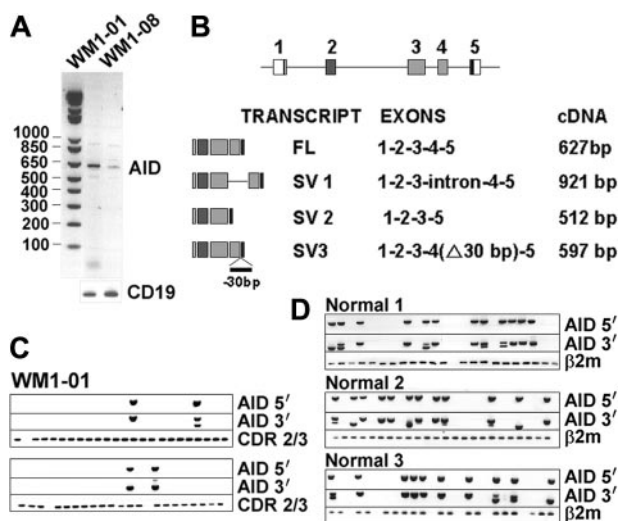 A
WM1-01
WM1-08
1000
850
650
500
400
300
200
100
AID
CD19
B
1 2 3 4 5
TRANSCRIPT EXONS cDNA
FL 1-2-3-4-5 627bp
SV 1 1-2-3-intron-4-5 921 bp
SV 2 1-2-3-5 512 bp
SV3 1-2-3-4(△30 bp)-5 597 bp
-30bp
C
WM1-01
AID 5′
AID 3′
CDR 2/3
AID 5′
AID 3′
CDR 2/3
D
Normal 1
AID 5′
AID 3′
β2m
Normal 2
AID 5′
AID 3′
β2m
Normal 3
AID 5′
AID 3′
β2m